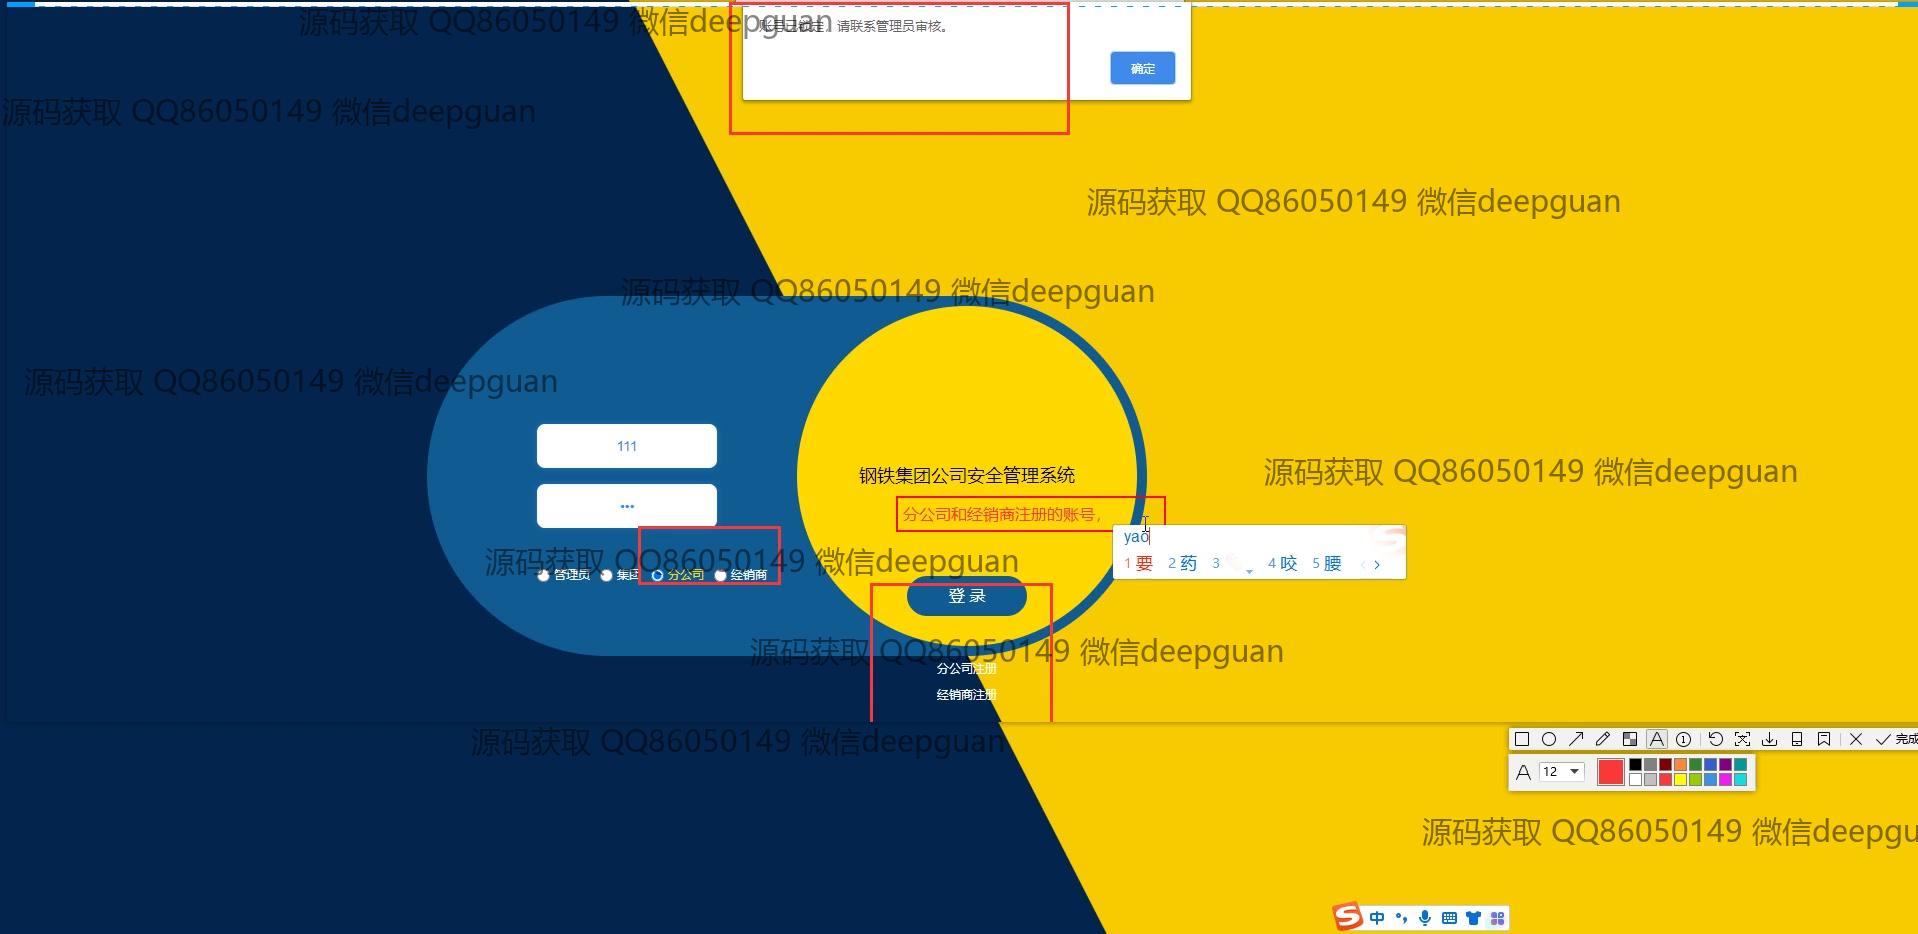 源码获取 QQ86050149 微信deepguan
账号已锁定，请联系管理员审核。
确定
源码获取 QQ86050149 微信deepguan
源码获取 QQ86050149 微信deepguan
源码获取 QQ86050149 微信deepguan
源码获取 QQ86050149 微信deepguan
111
钢铁集团公司安全管理系统
源码获取 QQ86050149 微信deepguan
分公司和经销商注册的账号，
yao
1 要 2 药 3 4 咬 5 腰
源码获取 QQ86050149 微信deepguan
管理员 集团 分公司 经销商
登录
源码获取 QQ86050149 微信deepguan
分公司注册
经销商注册
源码获取 QQ86050149 微信deepguan
完成
A 12
源码获取 QQ86050149 微信deepgu
中